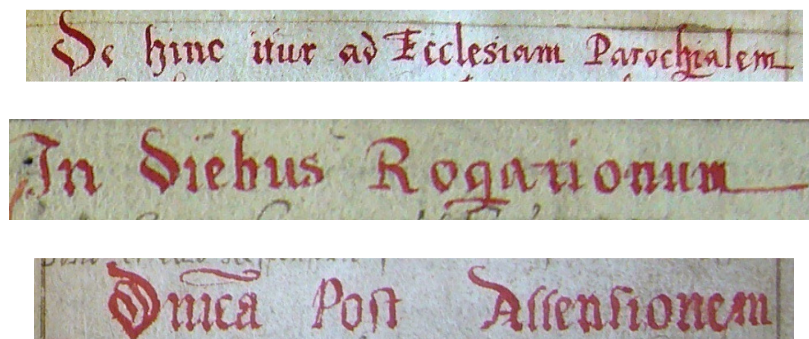 De hinc itur ad Ecclesiam Parochialem
In diebus Rogationum
Dnica Post Assensionem